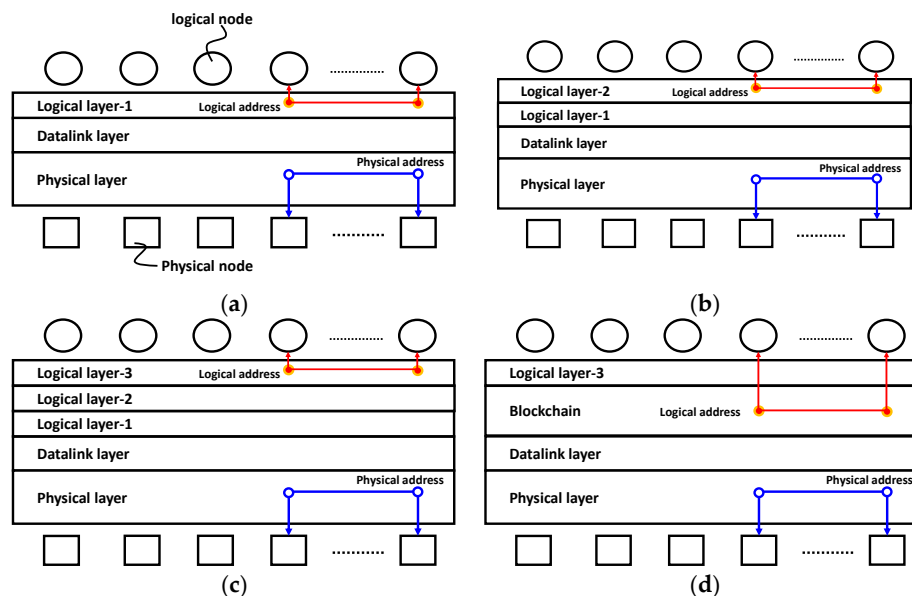 logical node
Logical layer-1
Logical address
Datalink layer
Physical address
Physical layer
Physical node
(a)
Logical layer-2
Logical address
Logical layer-1
Datalink layer
Physical address
Physical layer
(b)
Logical layer-3
Logical address
Logical layer-2
Logical layer-1
Datalink layer
Physical address
Physical layer
(c)
Logical layer-3
Blockchain
Logical address
Datalink layer
Physical address
Physical layer
(d)